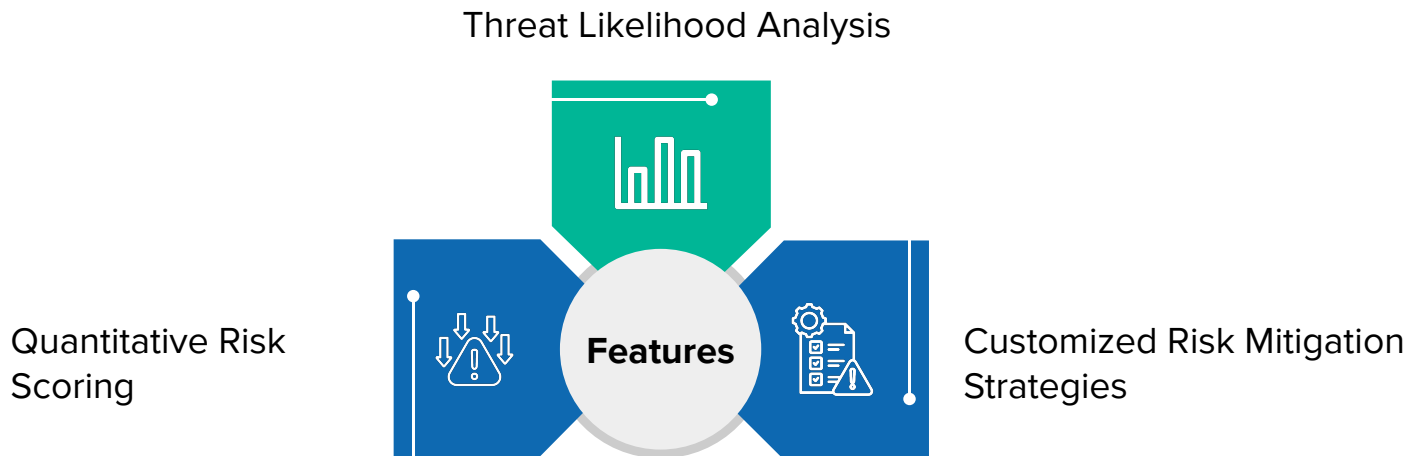 Threat Likelihood Analysis
Quantitative Risk
Scoring
Features
Customized Risk Mitigation
Strategies